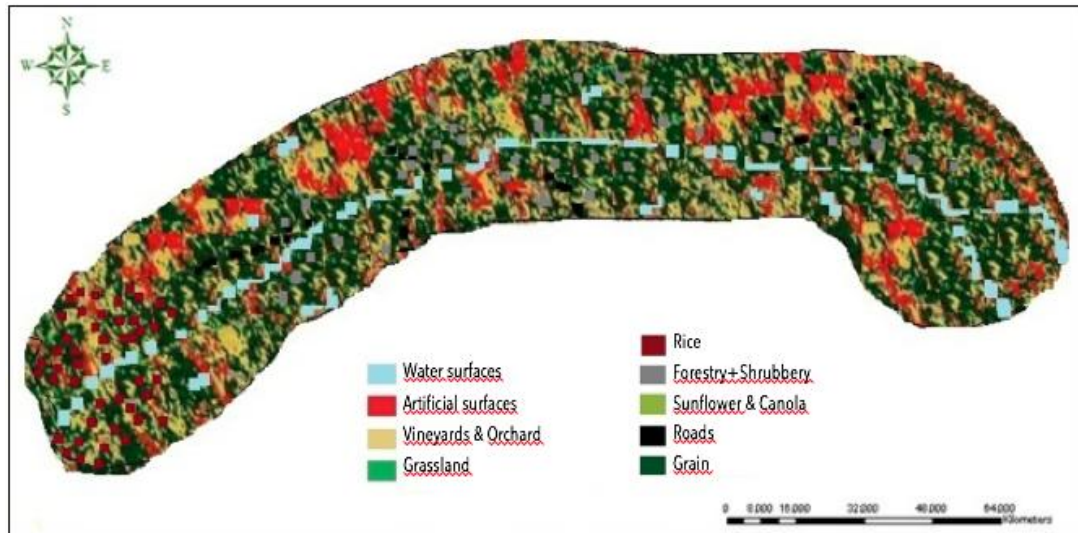 N
W E
S
Water surfaces
Artificial surfaces
Vineyards & Orchard
Grassland
Rice
Forestry+Shrubbery
Sunflower & Canola
Roads
Grain
0 8,000 16,000 32,000 48,000 64,000
Kilometers